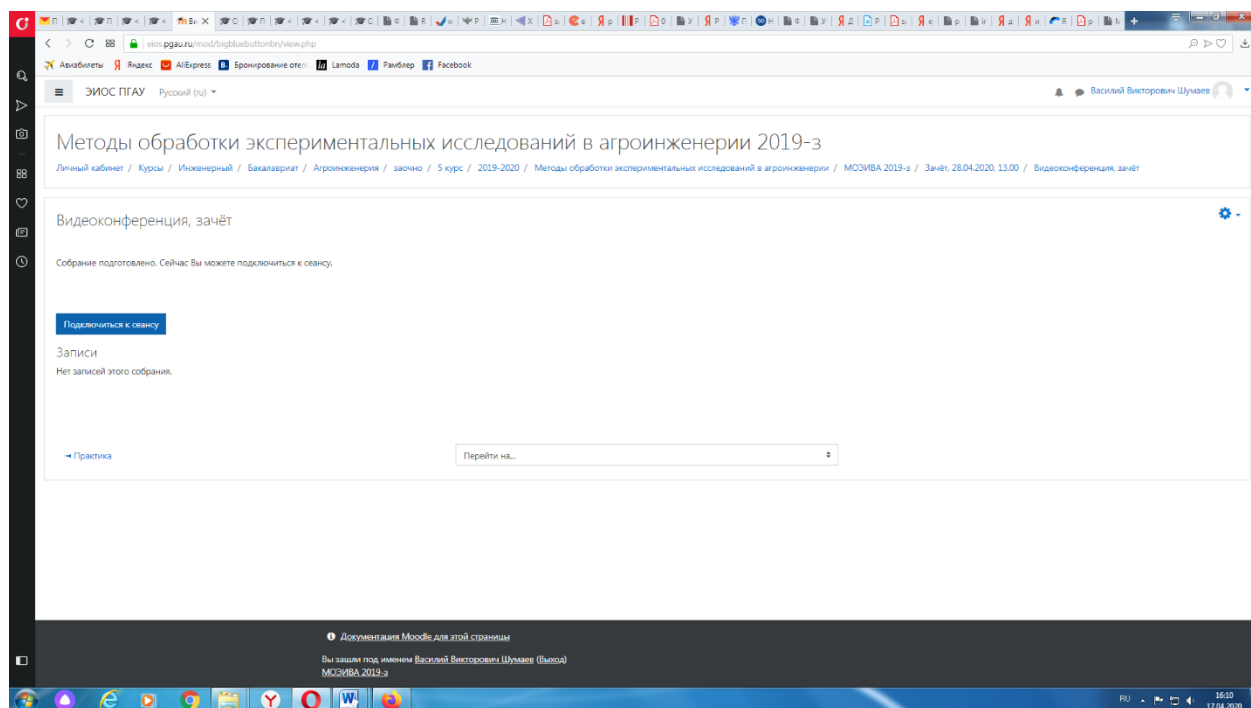 eios.pgau.ru/mod/bigbluebuttonbn/view.php
Авиабилеты Яндекс AliExpress Бронирование отел Lamoda Рамблер Facebook
ЭИОС ПГАУ Русский (ru) Василий Викторович Шумаев
Методы обработки экспериментальных исследований в агроинженерии 2019-з
Личный кабинет / Курсы / Инженерный / Бакалавриат / Агроинженерия / заочно / 5 курс / 2019-2020 / Методы обработки экспериментальных исследований в агроинженерии / МОЭИВА 2019-з / Зачёт, 28.04.2020, 13.00 / Видеоконференция, зачёт
Видеоконференция, зачёт
Собрание подготовлено. Сейчас Вы можете подключиться к сеансу.
Подключиться к сеансу
Записи
Нет записей этого собрания.
◄ Практика Перейти на...
Документация Moodle для этой страницы
Вы зашли под именем Василий Викторович Шумаев (Выход)
МОЭИВА 2019-з
RU 16:10
17.04.2020